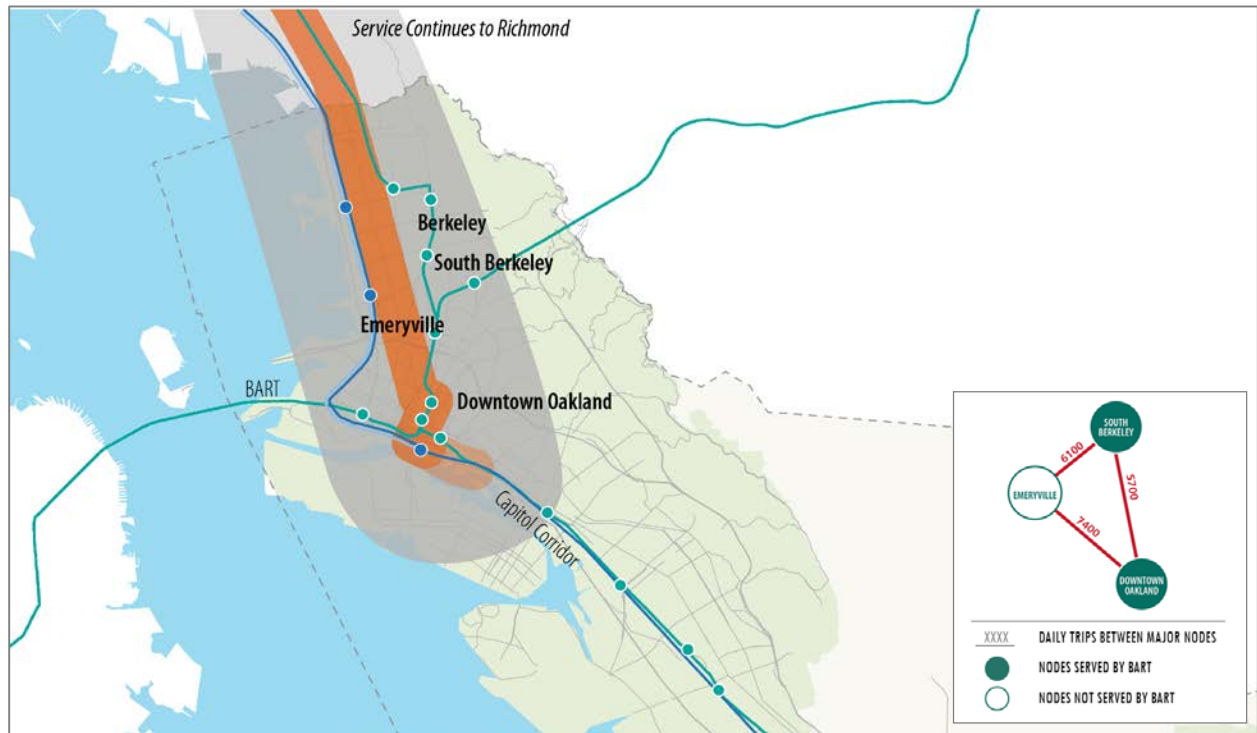 Service Continues to Richmond
Berkeley
South Berkeley
Emeryville
BART
Downtown Oakland
Capitol Corridor
SOUTH
BERKELEY
6100
EMERYVILLE
5700
7400
DOWNTOWN
OAKLAND
XXXX DAILY TRIPS BETWEEN MAJOR NODES
NODES SERVED BY BART
NODES NOT SERVED BY BART